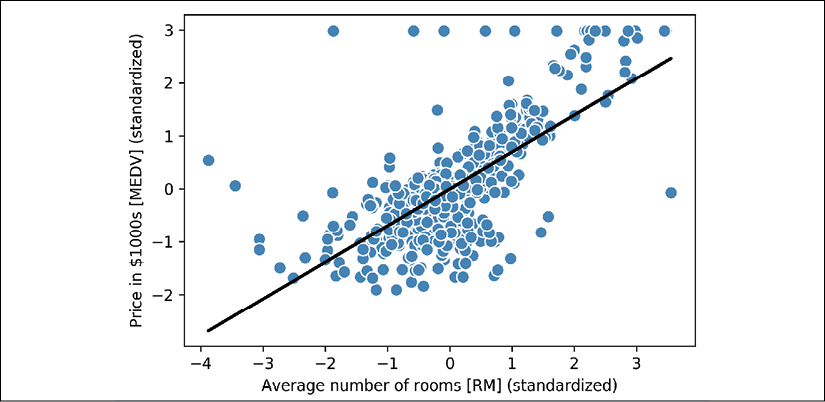 Price in $1000s [MEDV] (standardized)
3
2
1
0
−1
−2
−4 −3 −2 −1 0 1 2 3
Average number of rooms [RM] (standardized)